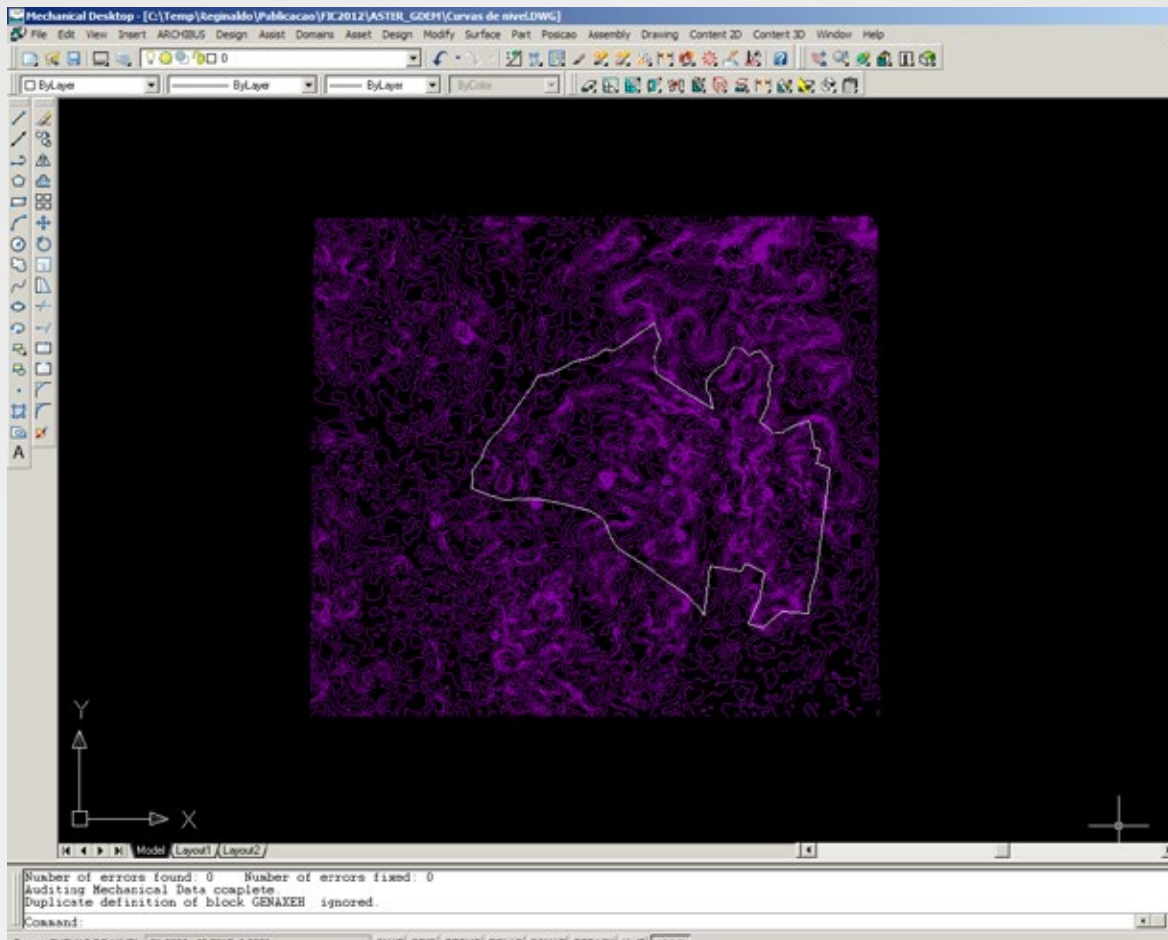 Mechanical Desktop - [C:\Temp\Reginaldo\Publicacao\FIC2012\ASTER_GDEM\Curvas de nivel.DWG]
File Edit View Insert ARCHIBUS Design Assist Domains Asset Design Modify Surface Part Posicao Assembly Drawing Content 2D Content 3D Window Help
0
ByLayer ByLayer ByLayer ByColor
A
Y
X
Model Layout1 Layout2
Number of errors found: 0 Number of errors fixed: 0
Auditing Mechanical Data complete.
Duplicate definition of block GENAXEH ignored.
Command: